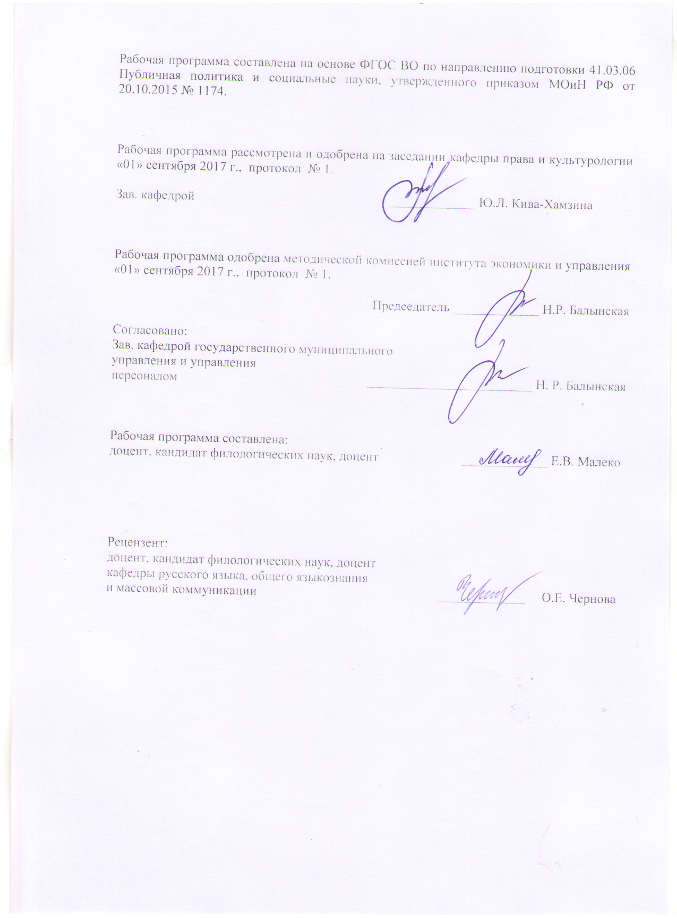 Рабочая программа составлена на основе ФГОС ВО по направлению подготовки 41.03.06
Публичная политика и социальные науки, утвержденного приказом МОиН РФ от
20.10.2015 № 1174.
Рабочая программа рассмотрена и одобрена на заседании кафедры права и культурологии
«01» сентября 2017 г., протокол № 1.
Зав. кафедрой ____________ Ю.Л. Кива-Хамзина
Рабочая программа одобрена методической комиссией института экономики и управления
«01» сентября 2017 г., протокол № 1.
Председатель ____________ Н.Р. Балынская
Согласовано:
Зав. кафедрой государственного муниципального
управления и управления
персоналом ____________ Н. Р. Балынская
Рабочая программа составлена:
доцент, кандидат филологических наук, доцент ____________ Е.В. Малеко
Рецензент:
доцент, кандидат филологических наук, доцент
кафедры русского языка, общего языкознания
и массовой коммуникации ____________ О.Е. Чернова